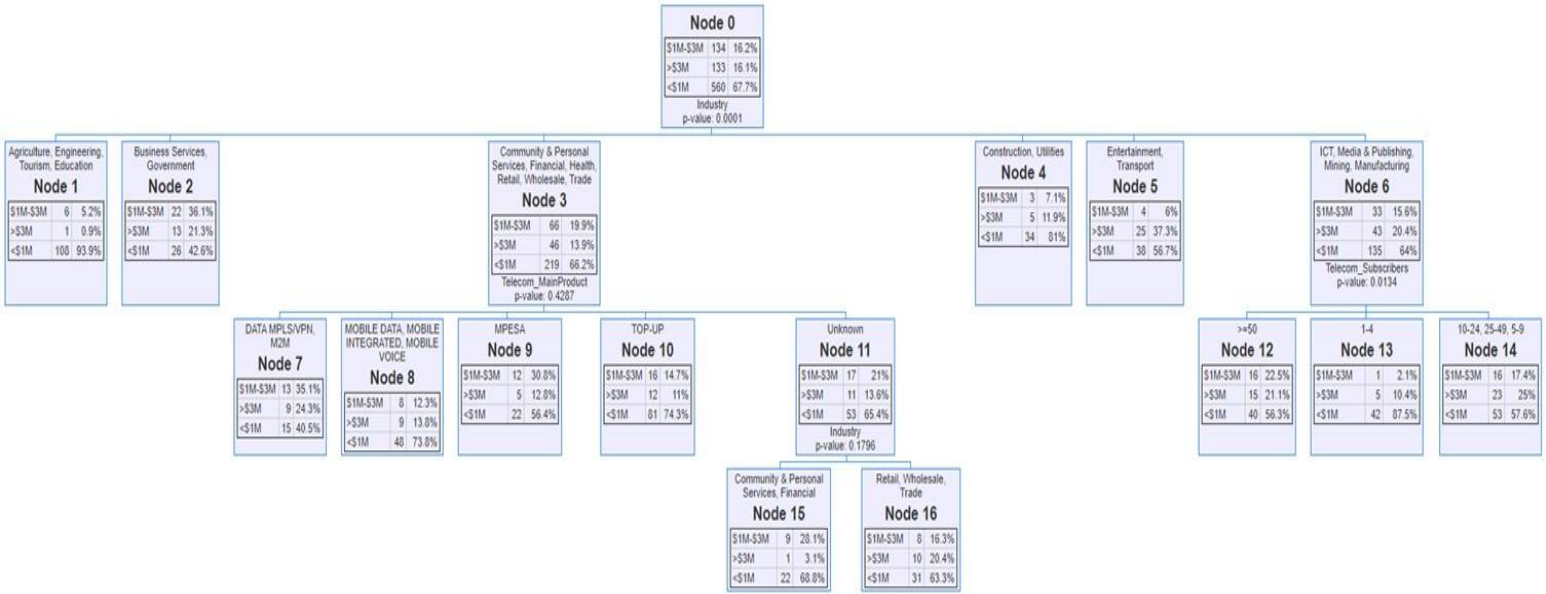 Node 0
$1M-$3M 134 16.2%
>$3M 133 16.1%
<$1M 560 67.7%
Industry
p-value: 0.0001
Agriculture, Engineering,
Tourism, Education
Node 1
$1M-$3M 6 5.2%
>$3M 1 0.9%
<$1M 108 93.9%
Business Services,
Government
Node 2
$1M-$3M 22 36.1%
>$3M 13 21.3%
<$1M 26 42.6%
Community & Personal
Services, Financial, Health,
Retail, Wholesale, Trade
Node 3
$1M-$3M 66 19.9%
>$3M 46 13.9%
<$1M 219 66.2%
Telecom_MainProduct
p-value: 0.4287
Construction, Utilities
Node 4
$1M-$3M 3 7.1%
>$3M 5 11.9%
<$1M 34 81%
Entertainment,
Transport
Node 5
$1M-$3M 4 6%
>$3M 25 37.3%
<$1M 38 56.7%
ICT, Media & Publishing,
Mining, Manufacturing
Node 6
$1M-$3M 33 15.6%
>$3M 43 20.4%
<$1M 135 64%
Telecom_Subscribers
p-value: 0.0134
DATA MPLS/VPN,
M2M
Node 7
$1M-$3M 13 35.1%
>$3M 9 24.3%
<$1M 15 40.5%
MOBILE DATA, MOBILE
INTEGRATED, MOBILE
VOICE
Node 8
$1M-$3M 8 12.3%
>$3M 9 13.8%
<$1M 48 73.8%
MPESA
Node 9
$1M-$3M 12 30.8%
>$3M 5 12.8%
<$1M 22 56.4%
TOP-UP
Node 10
$1M-$3M 16 14.7%
>$3M 12 11%
<$1M 81 74.3%
Unknown
Node 11
$1M-$3M 17 21%
>$3M 11 13.6%
<$1M 53 65.4%
Industry
p-value: 0.1796
>=50
Node 12
$1M-$3M 16 22.5%
>$3M 15 21.1%
<$1M 40 56.3%
1-4
Node 13
$1M-$3M 1 2.1%
>$3M 5 10.4%
<$1M 42 87.5%
10-24, 25-49, 5-9
Node 14
$1M-$3M 16 17.4%
>$3M 23 25%
<$1M 53 57.6%
Community & Personal
Services, Financial
Node 15
$1M-$3M 9 28.1%
>$3M 1 3.1%
<$1M 22 68.8%
Retail, Wholesale,
Trade
Node 16
$1M-$3M 8 16.3%
>$3M 10 20.4%
<$1M 31 63.3%